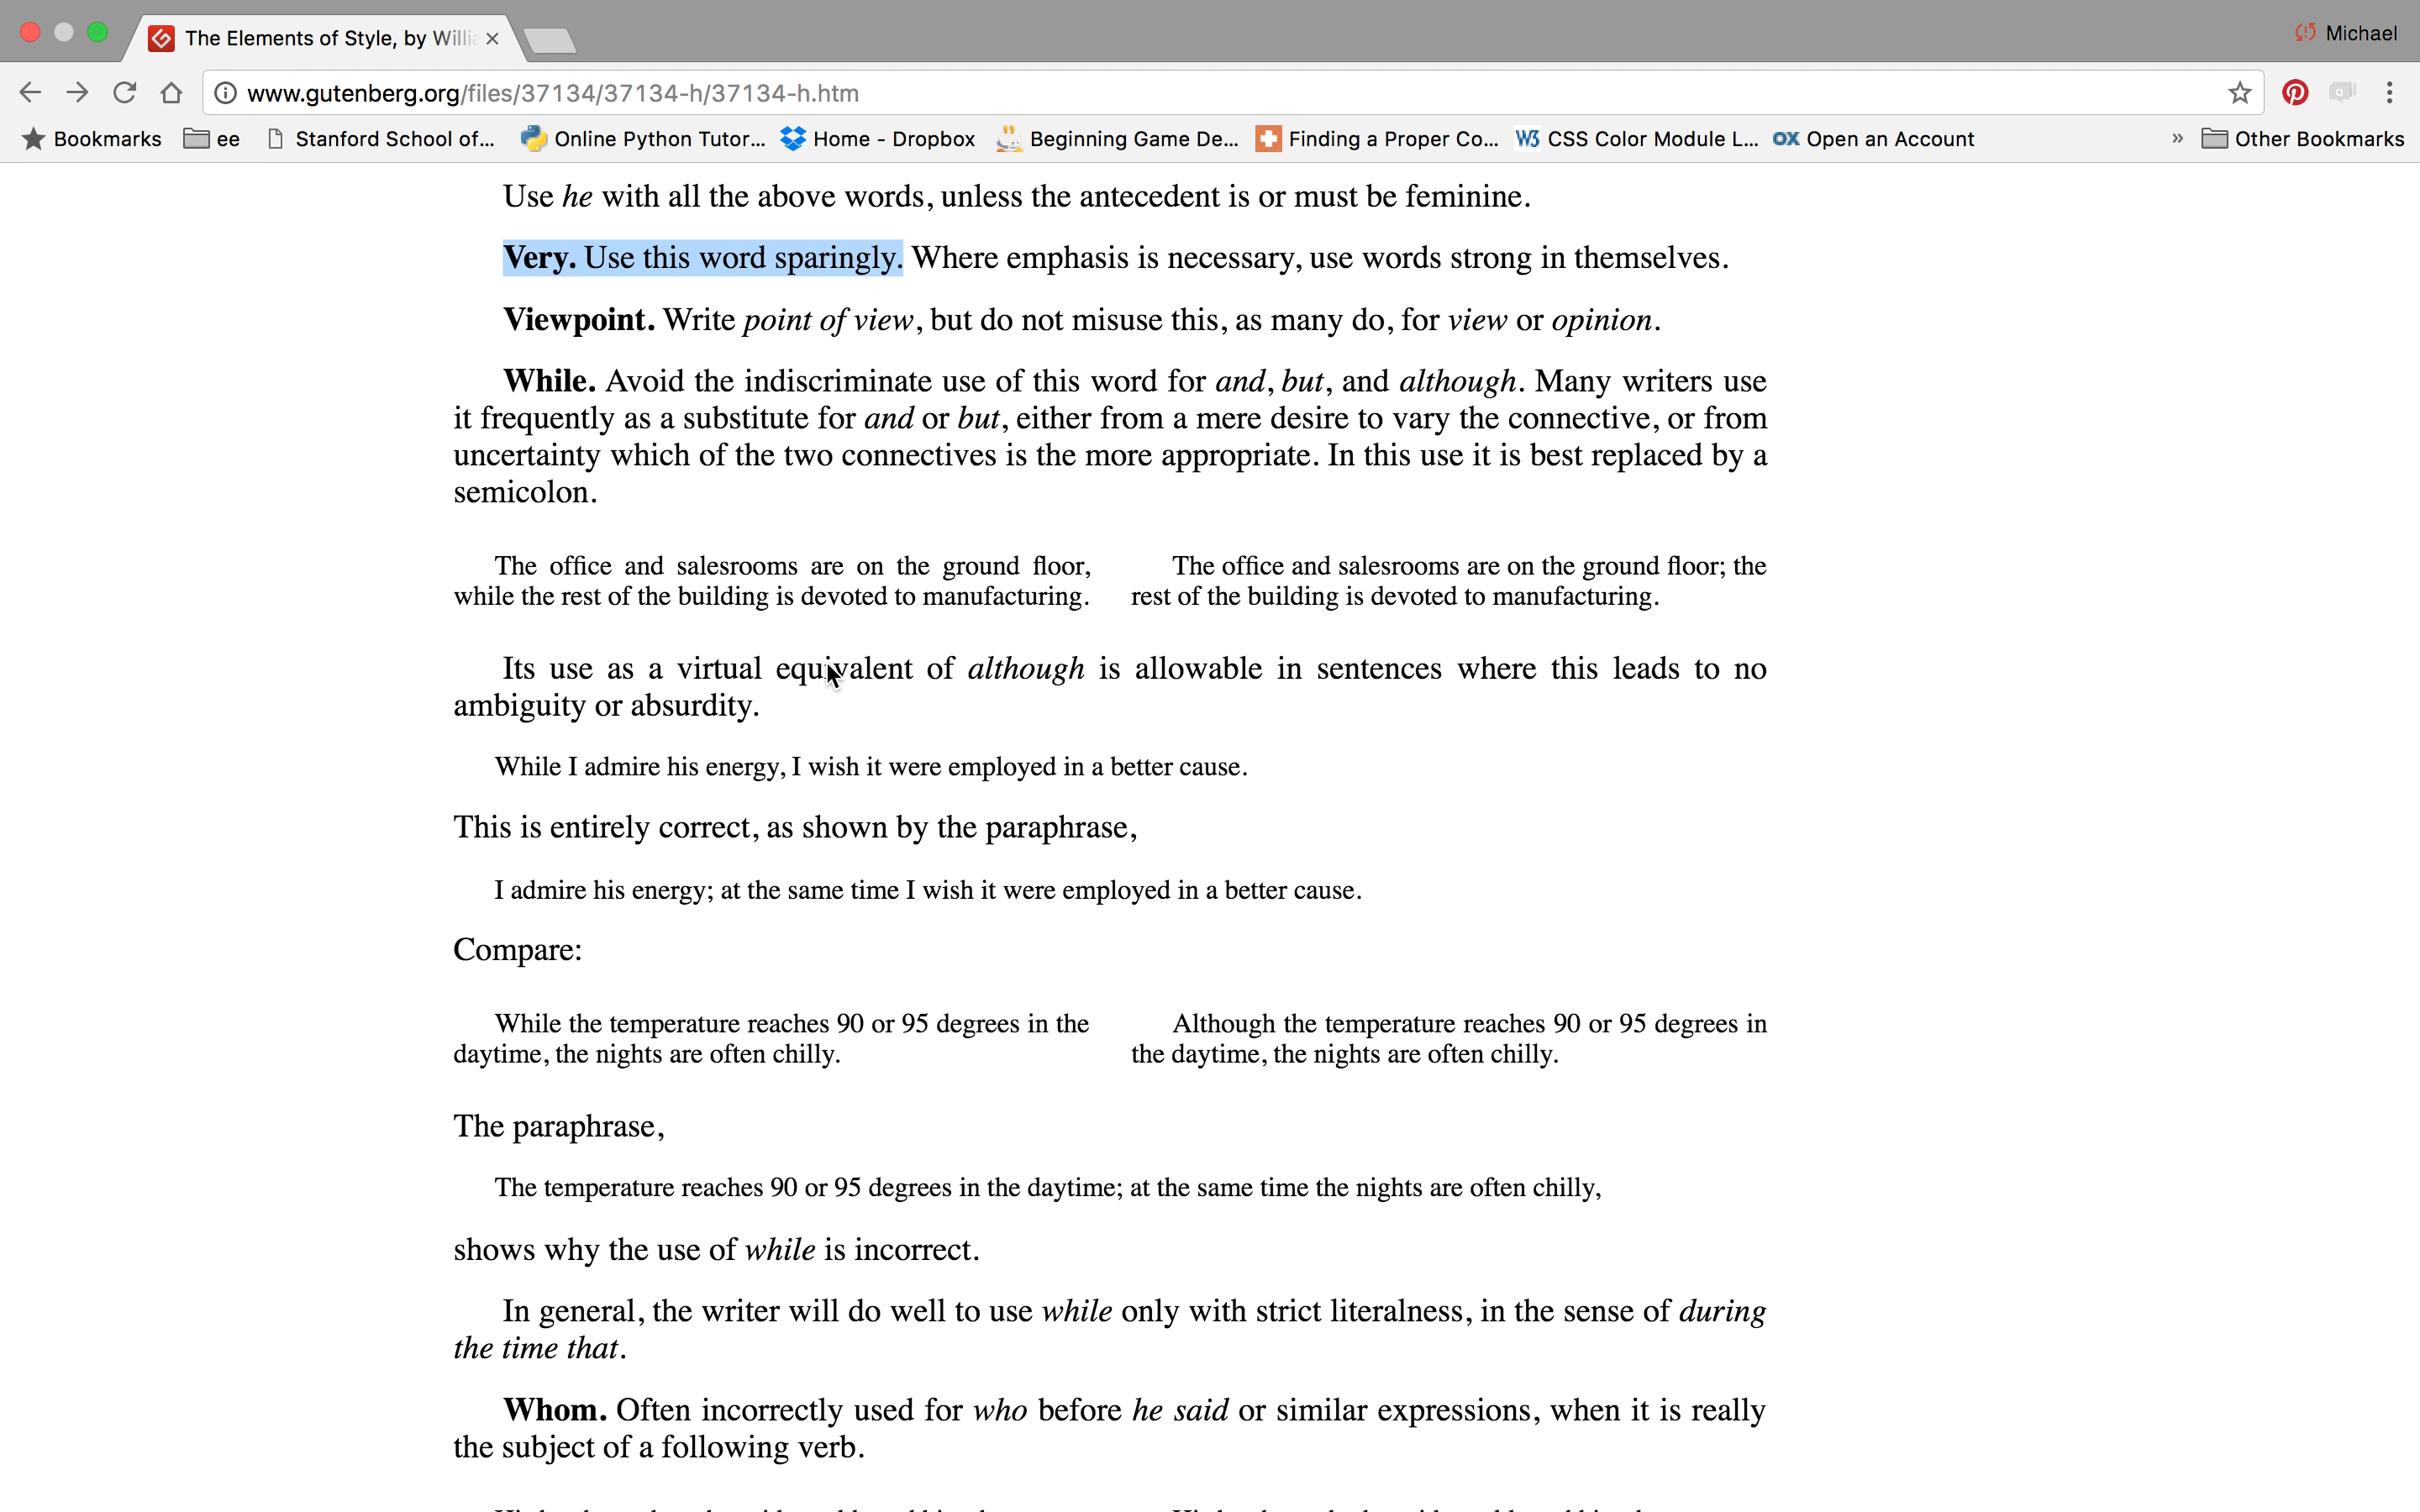 The Elements of Style, by Willi
Michael
www.gutenberg.org/files/37134/37134-h/37134-h.htm
Bookmarks ee Stanford School of... Online Python Tutor... Home - Dropbox Beginning Game De... Finding a Proper Co... W3 CSS Color Module L... OX Open an Account » Other Bookmarks
Use he with all the above words, unless the antecedent is or must be feminine.
Very. Use this word sparingly. Where emphasis is necessary, use words strong in themselves.
Viewpoint. Write point of view, but do not misuse this, as many do, for view or opinion.
While. Avoid the indiscriminate use of this word for and, but, and although. Many writers use
it frequently as a substitute for and or but, either from a mere desire to vary the connective, or from
uncertainty which of the two connectives is the more appropriate. In this use it is best replaced by a
semicolon.
The office and salesrooms are on the ground floor,
while the rest of the building is devoted to manufacturing.
The office and salesrooms are on the ground floor; the
rest of the building is devoted to manufacturing.
Its use as a virtual equivalent of although is allowable in sentences where this leads to no
ambiguity or absurdity.
While I admire his energy, I wish it were employed in a better cause.
This is entirely correct, as shown by the paraphrase,
I admire his energy; at the same time I wish it were employed in a better cause.
Compare:
While the temperature reaches 90 or 95 degrees in the
daytime, the nights are often chilly.
Although the temperature reaches 90 or 95 degrees in
the daytime, the nights are often chilly.
The paraphrase,
The temperature reaches 90 or 95 degrees in the daytime; at the same time the nights are often chilly,
shows why the use of while is incorrect.
In general, the writer will do well to use while only with strict literalness, in the sense of during
the time that.
Whom. Often incorrectly used for who before he said or similar expressions, when it is really
the subject of a following verb.